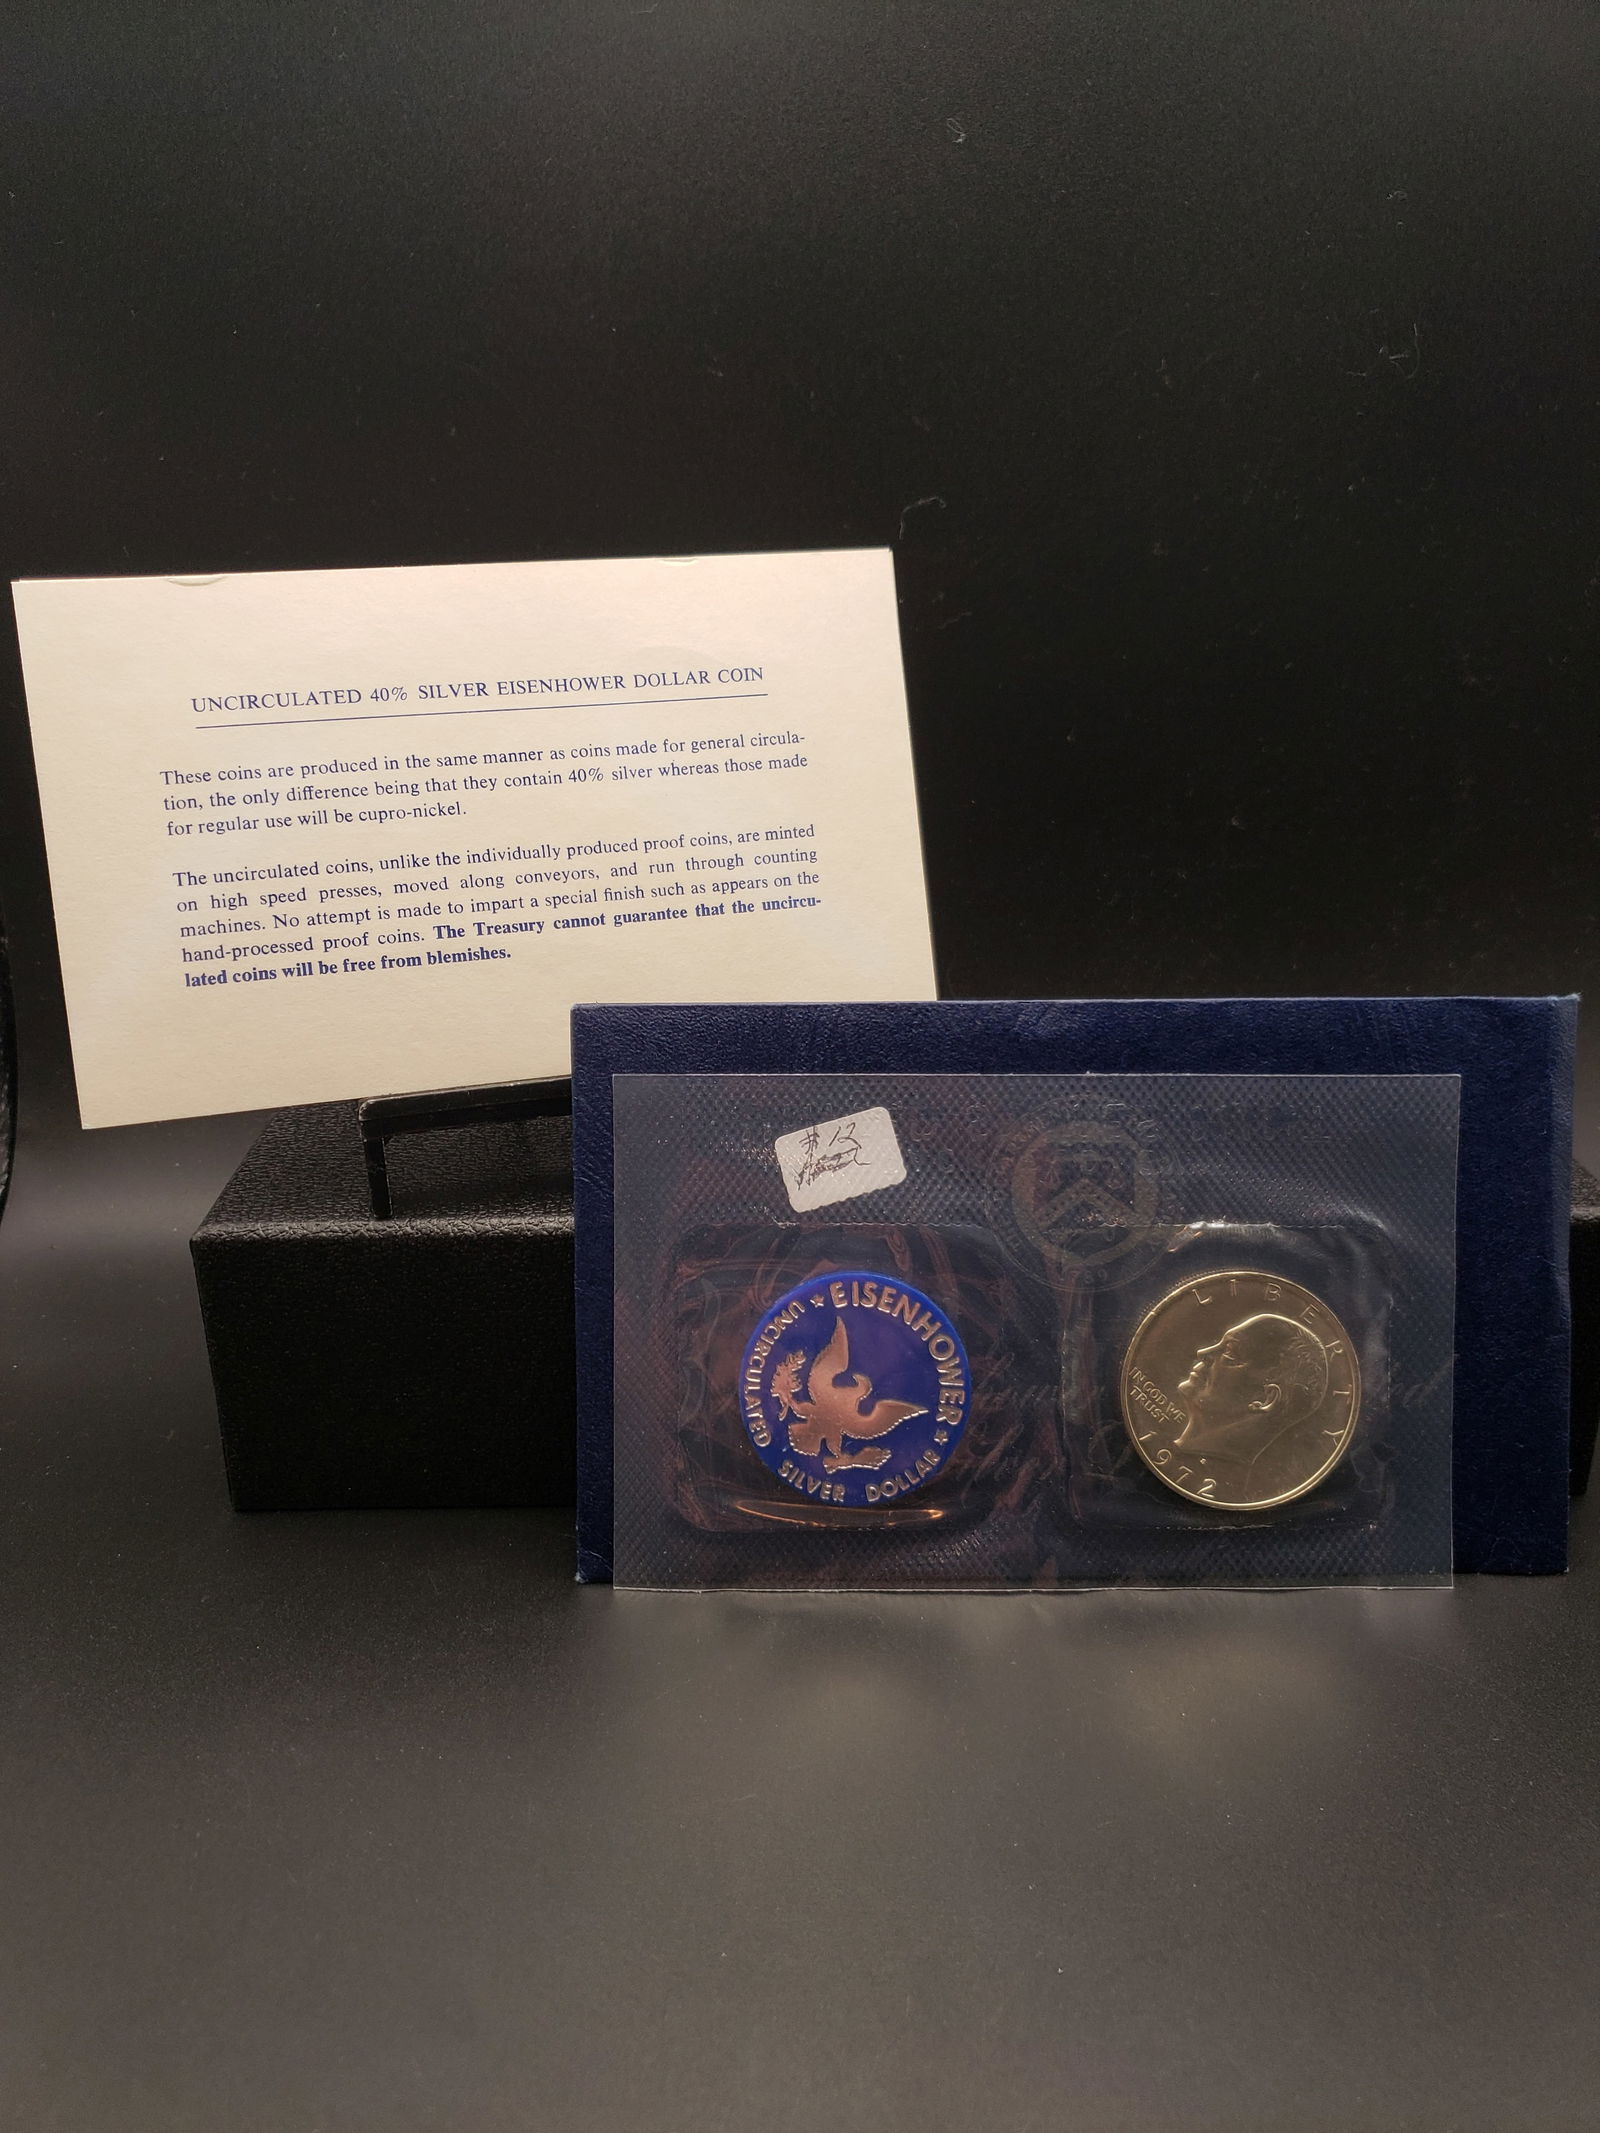 UNCIRCULATED 40% SILVER EISENHOWER DOLLAR COIN
These coins are produced in the same manner as coins made for general circula-
tion, the only difference being that they contain 40% silver whereas those made
for regular use will be cupro-nickel.
The uncirculated coins, unlike the individually produced proof coins, are minted
on high speed presses, moved along conveyors, and run through counting
machines. No attempt is made to impart a special finish such as appears on the
hand-processed proof coins. The Treasury cannot guarantee that the uncircu-
lated coins will be free from blemishes.
$12
★ EISENHOWER ★
UNCIRCULATED
SILVER DOLLAR
LIBERTY
IN GOD WE
TRUST
1972